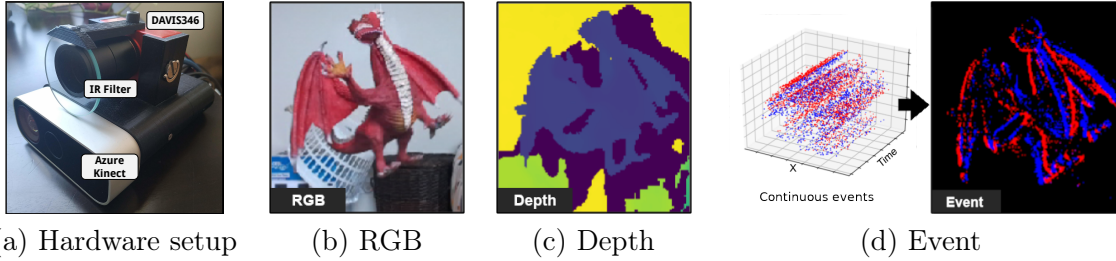 DAVIS346
IR Filter
Azure
Kinect
RGB
Depth
X
Time
Continuous events
Event
a) Hardware setup
(b) RGB
(c) Depth
(d) Event